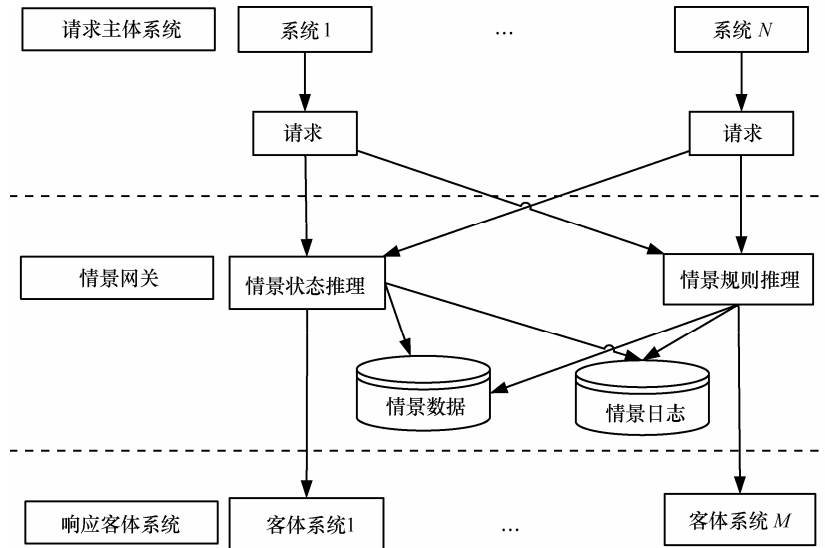 请求主体系统
系统1
...
系统 N
请求
请求
情景网关
情景状态推理
情景规则推理
情景数据
情景日志
响应客体系统
客体系统1
...
客体系统 M